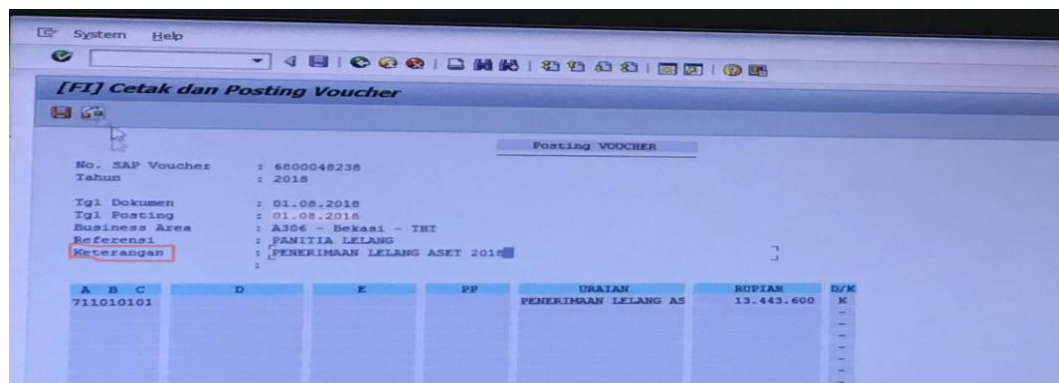 System Help
[FI] Cetak dan Posting Voucher
Posting VOUCHER
No. SAP Voucher : 6800048238
Tahun : 2018
Tgl Dokumen : 01.08.2018
Tgl Posting : 01.08.2018
Business Area : A306 - Bekasi - THT
Referensi : PANITIA LELANG
Keterangan : PENERIMAAN LELANG ASET 2018
:
A B C D E PP URAIAN RUPIAH D/K
711010101 PENERIMAAN LELANG AS 13.443.600 K